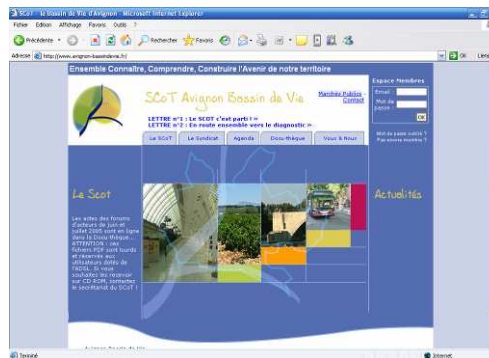 SCoT - le Bassin de Vie d'Avignon - Microsoft Internet Explorer
Fichier Edition Affichage Favoris Outils ?
Précédente Rechercher Favoris
Adresse http://www.avignon-bassindevie.fr/ OK Liens
Ensemble Connaître, Comprendre, Construire l'Avenir de notre territoire
Espace Membres
SCoT Avignon Bassin de Vie
Marchés Publics -
Contact
Email :
Mot de
passe :
OK
LETTRE n°1 : Le SCOT c'est parti ! »
LETTRE n°2 : En route ensemble vers le diagnostic »
Mot de passe oublié ?
Pas encore membre ?
Le SCoT Le Syndicat Agenda Docu-thèque Vous & Nous
Le Scot
Actualités
Les actes des forums
d'acteurs de juin et
juillet 2005 sont en ligne
dans la Docu-thèque...
ATTENTION : ces
fichiers PDF sont lourds
et réservés aux
utilisateurs dotés de
l'ADSL. Si vous
souhaitez les recevoir
sur CD ROM, contactez
le secrétariat du SCoT !
Terminé Internet